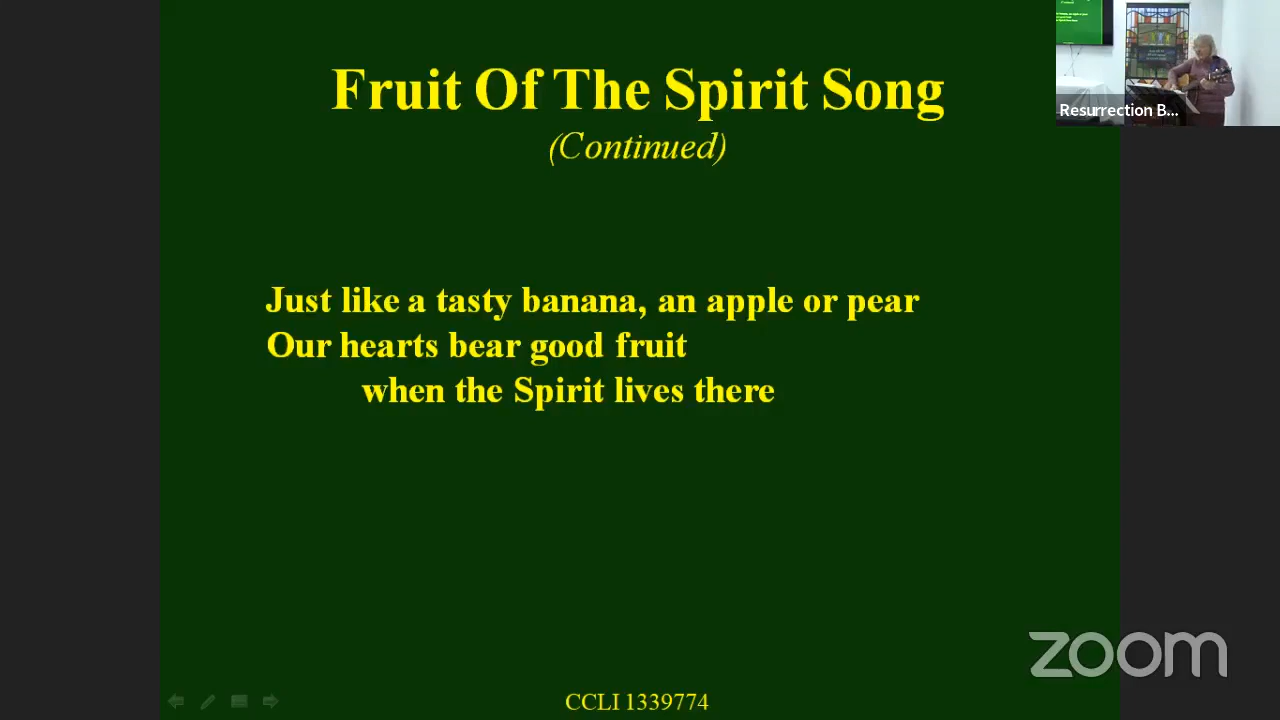 Fruit Of The Spirit Song
(Continued)
Resurrection B...
Just like a tasty banana, an apple or pear
Our hearts bear good fruit
when the Spirit lives there
zoom
CCLI 1339774